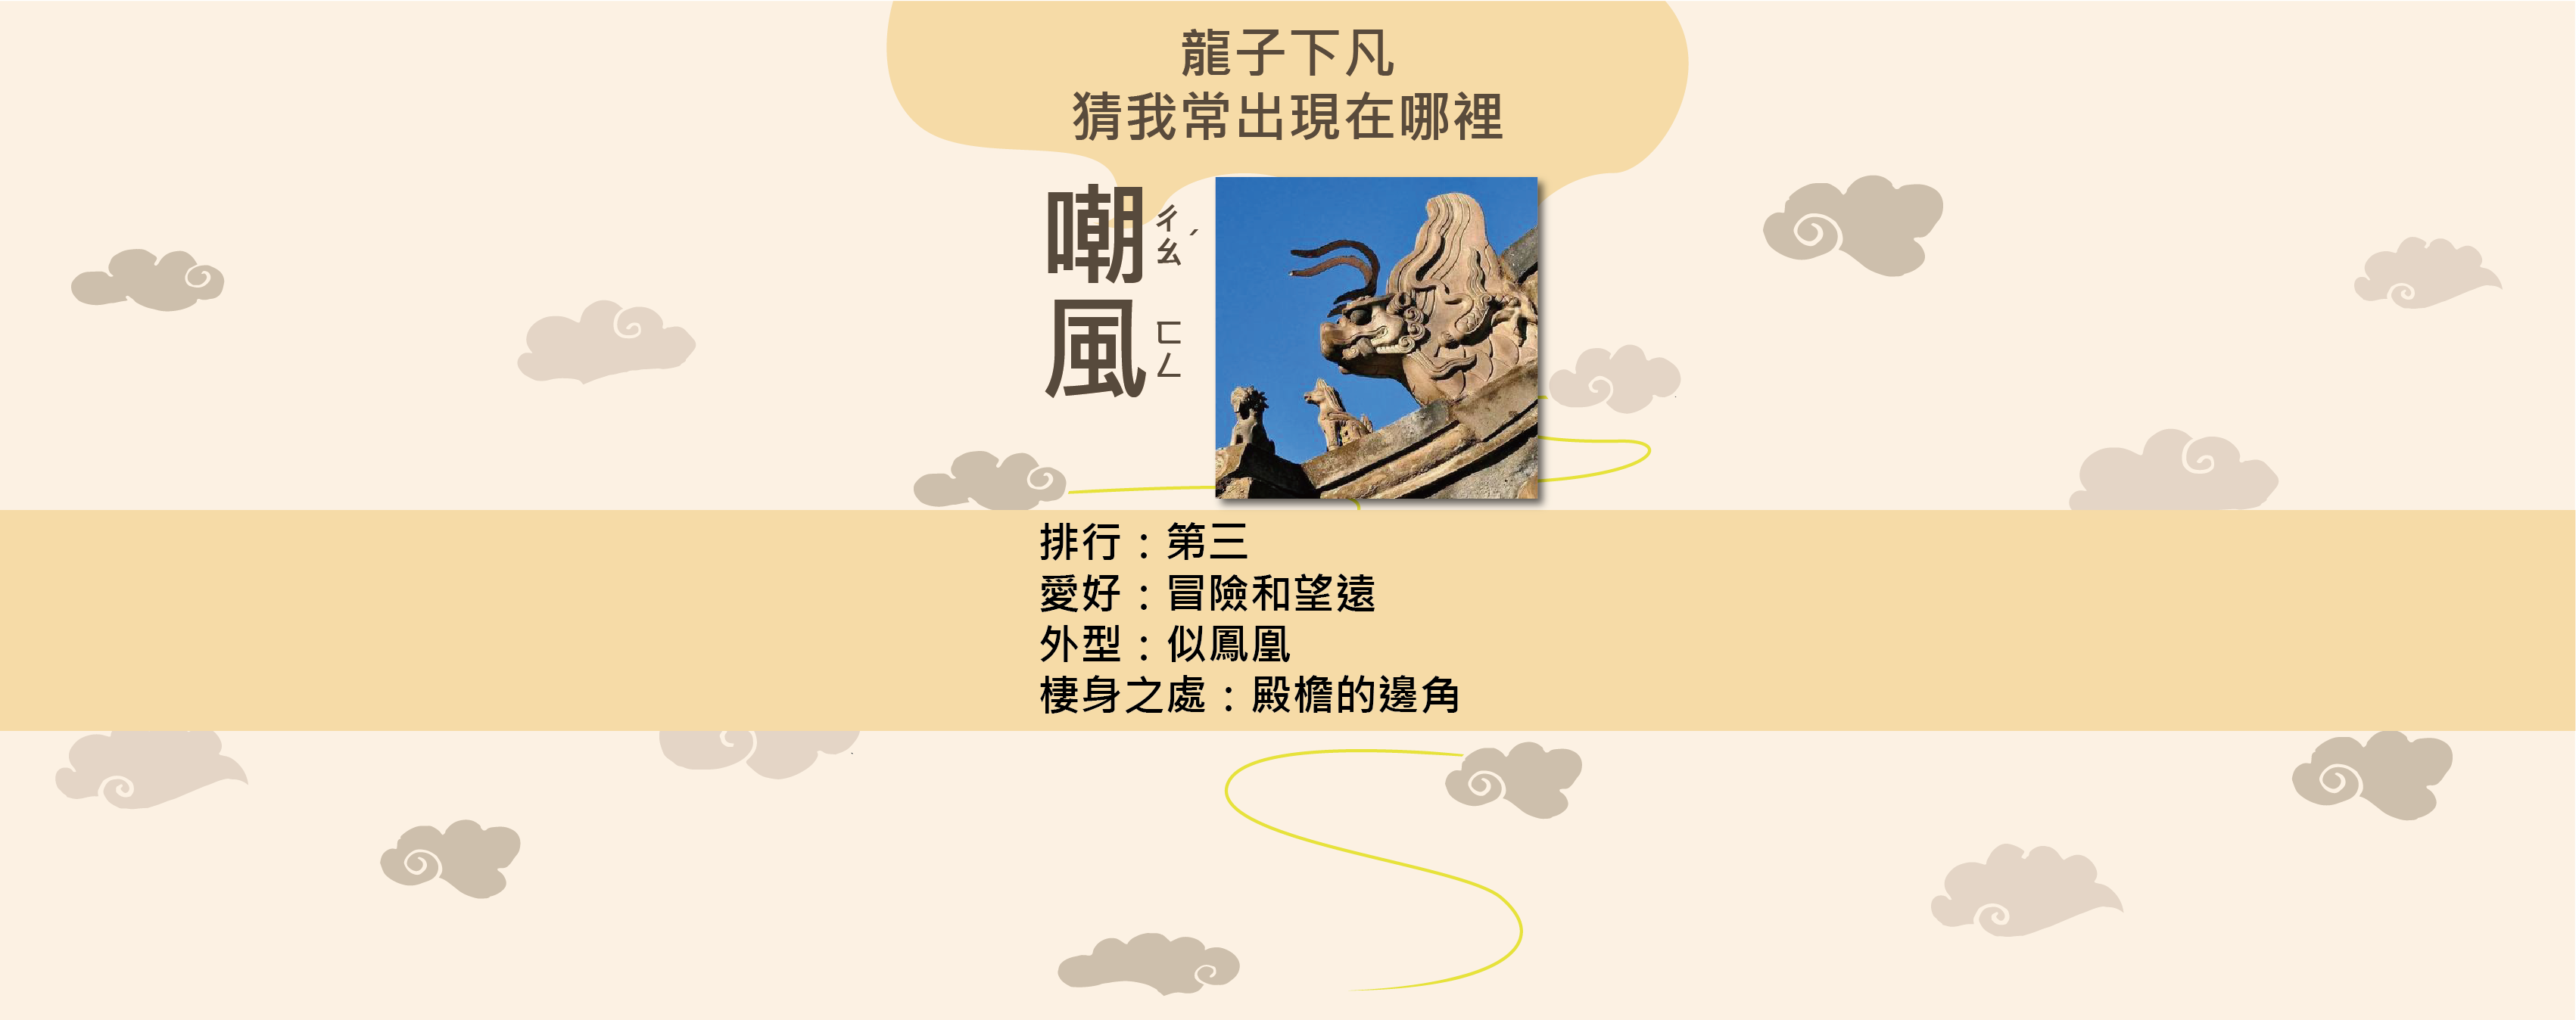 龍子下凡
猜我常出現在哪裡
嘲風
ㄔㄠˊ ㄈㄥ
排行：第三
愛好：冒險和望遠
外型：似鳳凰
棲身之處：殿檐的邊角